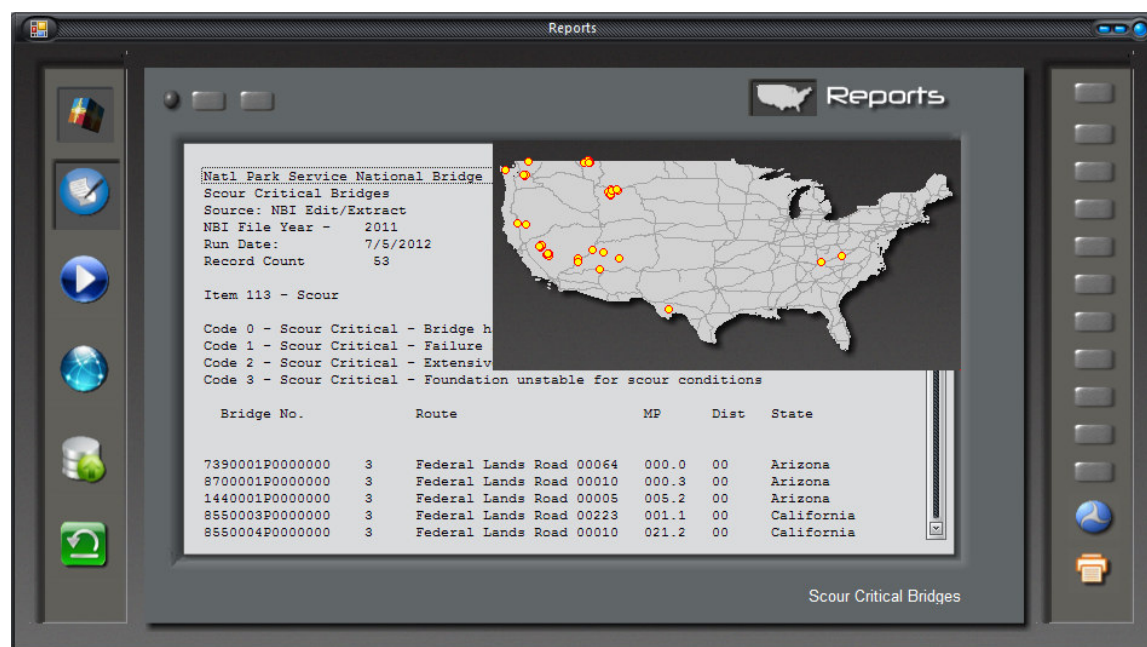 Reports
Reports
Natl Park Service National Bridge
Scour Critical Bridges
Source: NBI Edit/Extract
NBI File Year - 2011
Run Date: 7/5/2012
Record Count 53
Item 113 - Scour
Code 0 - Scour Critical - Bridge h
Code 1 - Scour Critical - Failure
Code 2 - Scour Critical - Extensiv
Code 3 - Scour Critical - Foundation unstable for scour conditions
Bridge No. Route MP Dist State
7390001P0000000 3 Federal Lands Road 00064 000.0 00 Arizona
8700001P0000000 3 Federal Lands Road 00010 000.3 00 Arizona
1440001P0000000 3 Federal Lands Road 00005 005.2 00 Arizona
8550003P0000000 3 Federal Lands Road 00223 001.1 00 California
8550004P0000000 3 Federal Lands Road 00010 021.2 00 California
Scour Critical Bridges